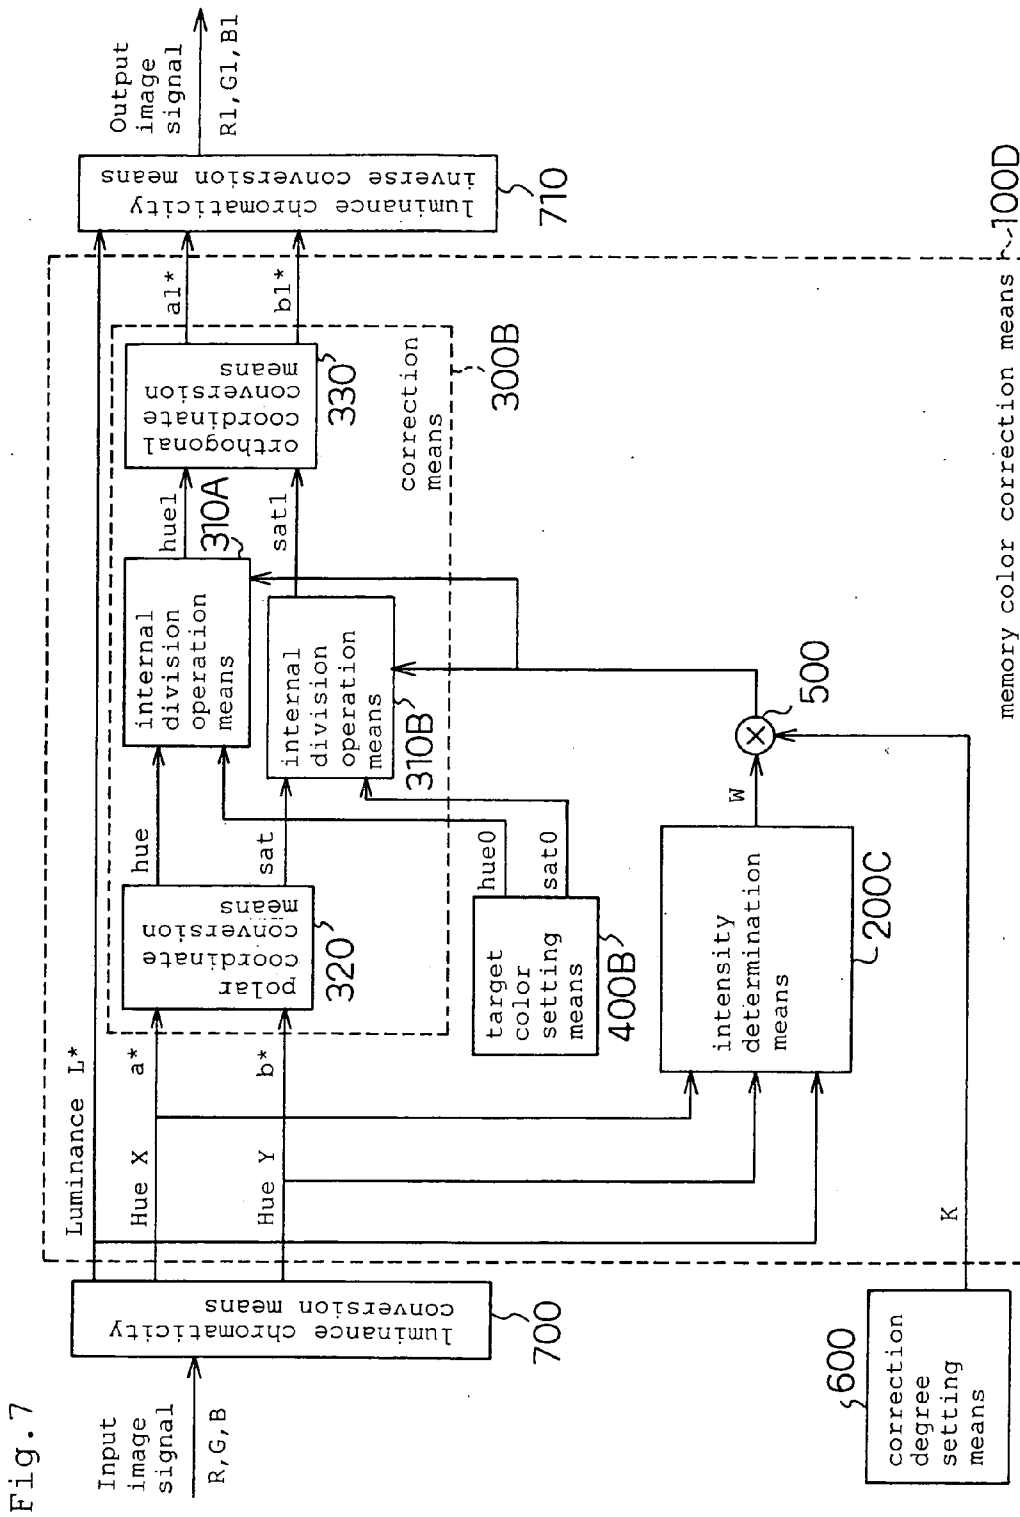 Fig.7
Input
image
signal
R,G,B
luminance chromaticity
conversion means
700
Luminance L*
Hue X
a*
Hue Y
b*
polar
coordinate
conversion
means
320
hue
sat
internal
division
operation
means
310A
internal
division
operation
means
310B
hue1
sat1
orthogonal
coordinate
conversion
means
330
correction
means
300B
a1*
b1*
luminance chromaticity
inverse conversion means
710
Output
image
signal
R1,G1,B1
target
color
setting
means
400B
hue0
sat0
intensity
determination
means
200C
W
×
500
K
correction
degree
setting
means
600
memory color correction means
100D